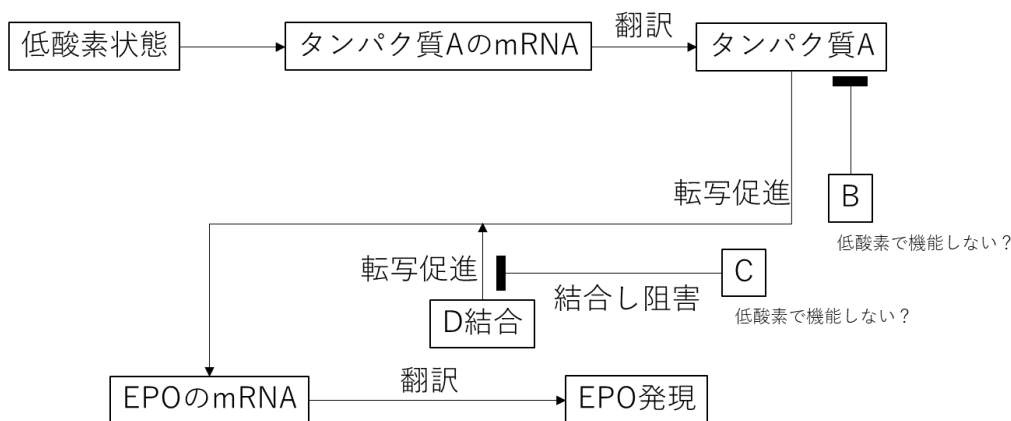 低酸素状態
タンパク質AのmRNA
翻訳
タンパク質A
転写促進
B
低酸素で機能しない？
転写促進
結合し阻害
C
低酸素で機能しない？
D結合
EPOのmRNA
翻訳
EPO発現